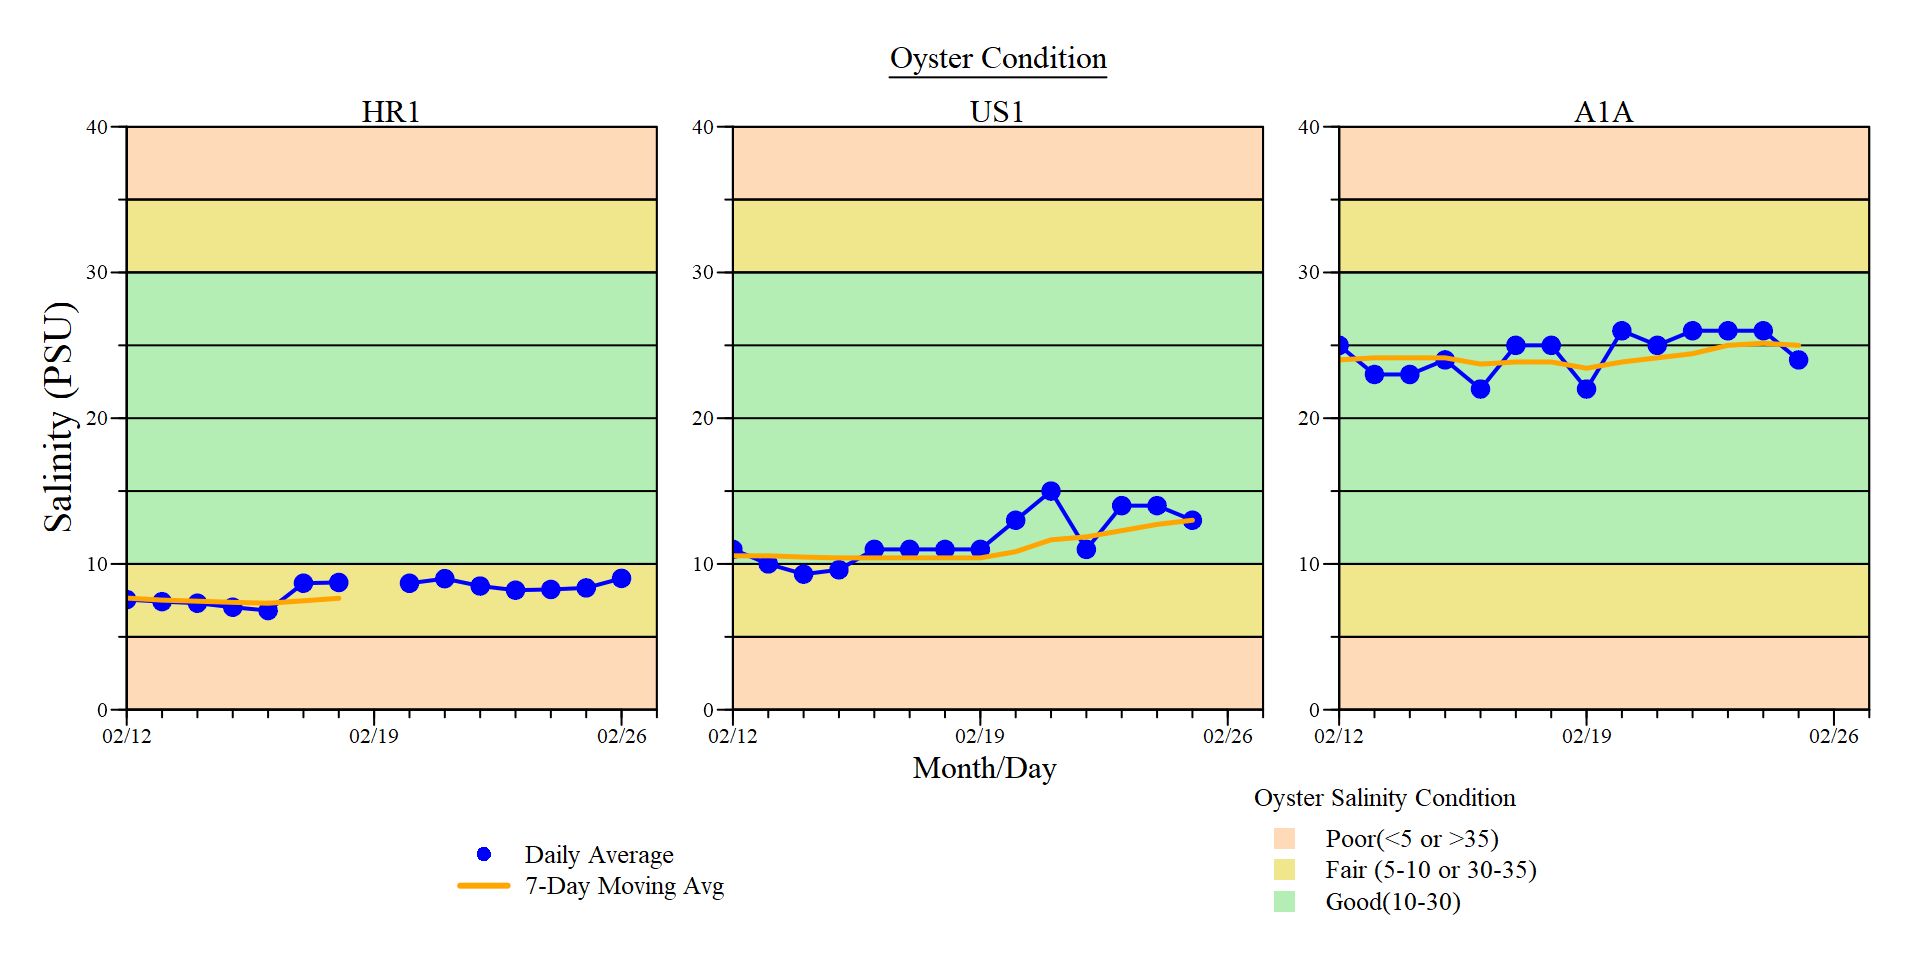 Oyster Condition
HR1
US1
A1A
Salinity (PSU)
40
30
20
10
0
02/12
02/19
02/26
40
30
20
10
0
02/12
02/19
02/26
40
30
20
10
0
02/12
02/19
02/26
Month/Day
Daily Average
7-Day Moving Avg
Oyster Salinity Condition
Poor(<5 or >35)
Fair (5-10 or 30-35)
Good(10-30)